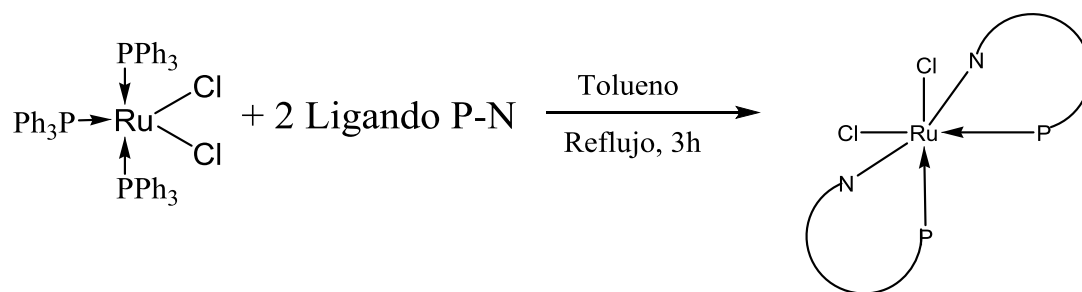 PPh3
Cl
Ph3P Ru + 2 Ligando P-N
Cl
PPh3
Tolueno
Reflujo, 3h
N
Cl
Cl Ru P
N
P